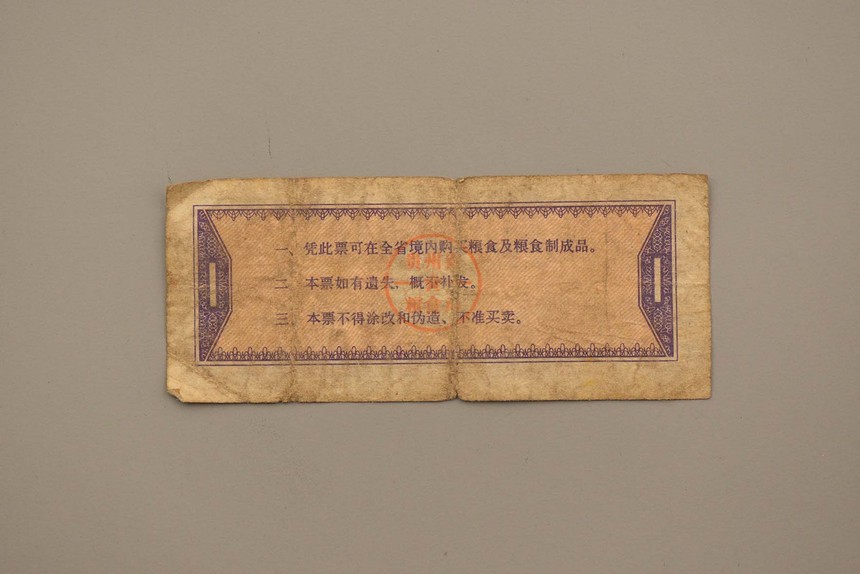 一、凭此票可在全省境内购买粮食及粮食制成品。
二、本票如有遗失、概不补发。
三、本票不得涂改和伪造、不准买卖。